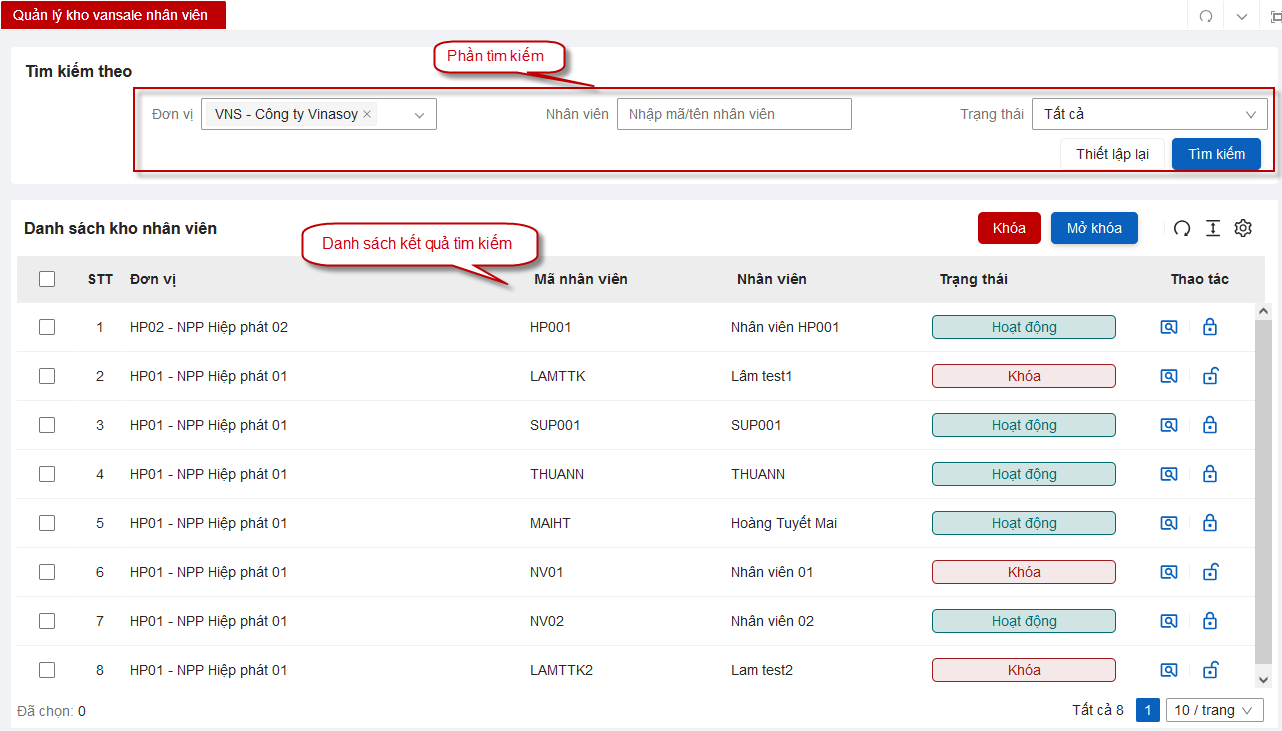 Quản lý kho vansale nhân viên
Phần tìm kiếm
Tìm kiếm theo
Đơn vị VNS - Công ty Vinasoy Nhân viên Nhập mã/tên nhân viên Trạng thái Tất cả
Thiết lập lại Tìm kiếm
Danh sách kho nhân viên Khóa Mở khóa
Danh sách kết quả tìm kiếm
STT Đơn vị Mã nhân viên Nhân viên Trạng thái Thao tác
1 HP02 - NPP Hiệp phát 02 HP001 Nhân viên HP001 Hoạt động
2 HP01 - NPP Hiệp phát 01 LAMTTK Lâm test1 Khóa
3 HP01 - NPP Hiệp phát 01 SUP001 SUP001 Hoạt động
4 HP01 - NPP Hiệp phát 01 THUANN THUANN Hoạt động
5 HP01 - NPP Hiệp phát 01 MAIHT Hoàng Tuyết Mai Hoạt động
6 HP01 - NPP Hiệp phát 01 NV01 Nhân viên 01 Khóa
7 HP01 - NPP Hiệp phát 01 NV02 Nhân viên 02 Hoạt động
8 HP01 - NPP Hiệp phát 01 LAMTTK2 Lam test2 Khóa
Đã chọn: 0 Tất cả 8 1 10 / trang